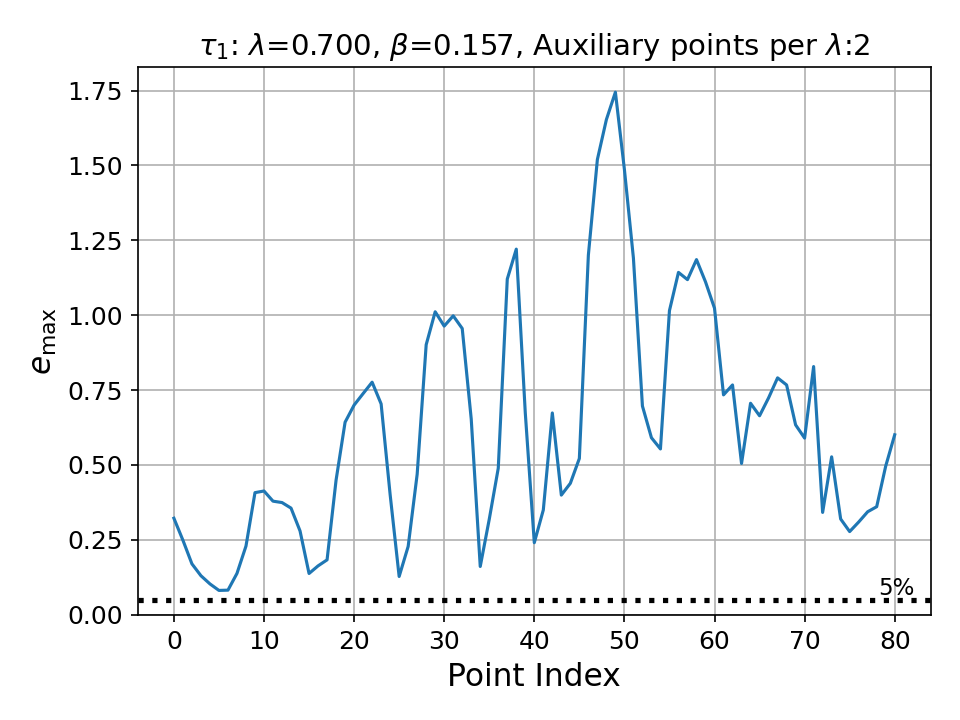 τ₁: λ=0.700, β=0.157, Auxiliary points per λ:2
1.75
1.50
1.25
1.00
0.75
0.50
0.25
0.00
e_max
5%
0 10 20 30 40 50 60 70 80
Point Index